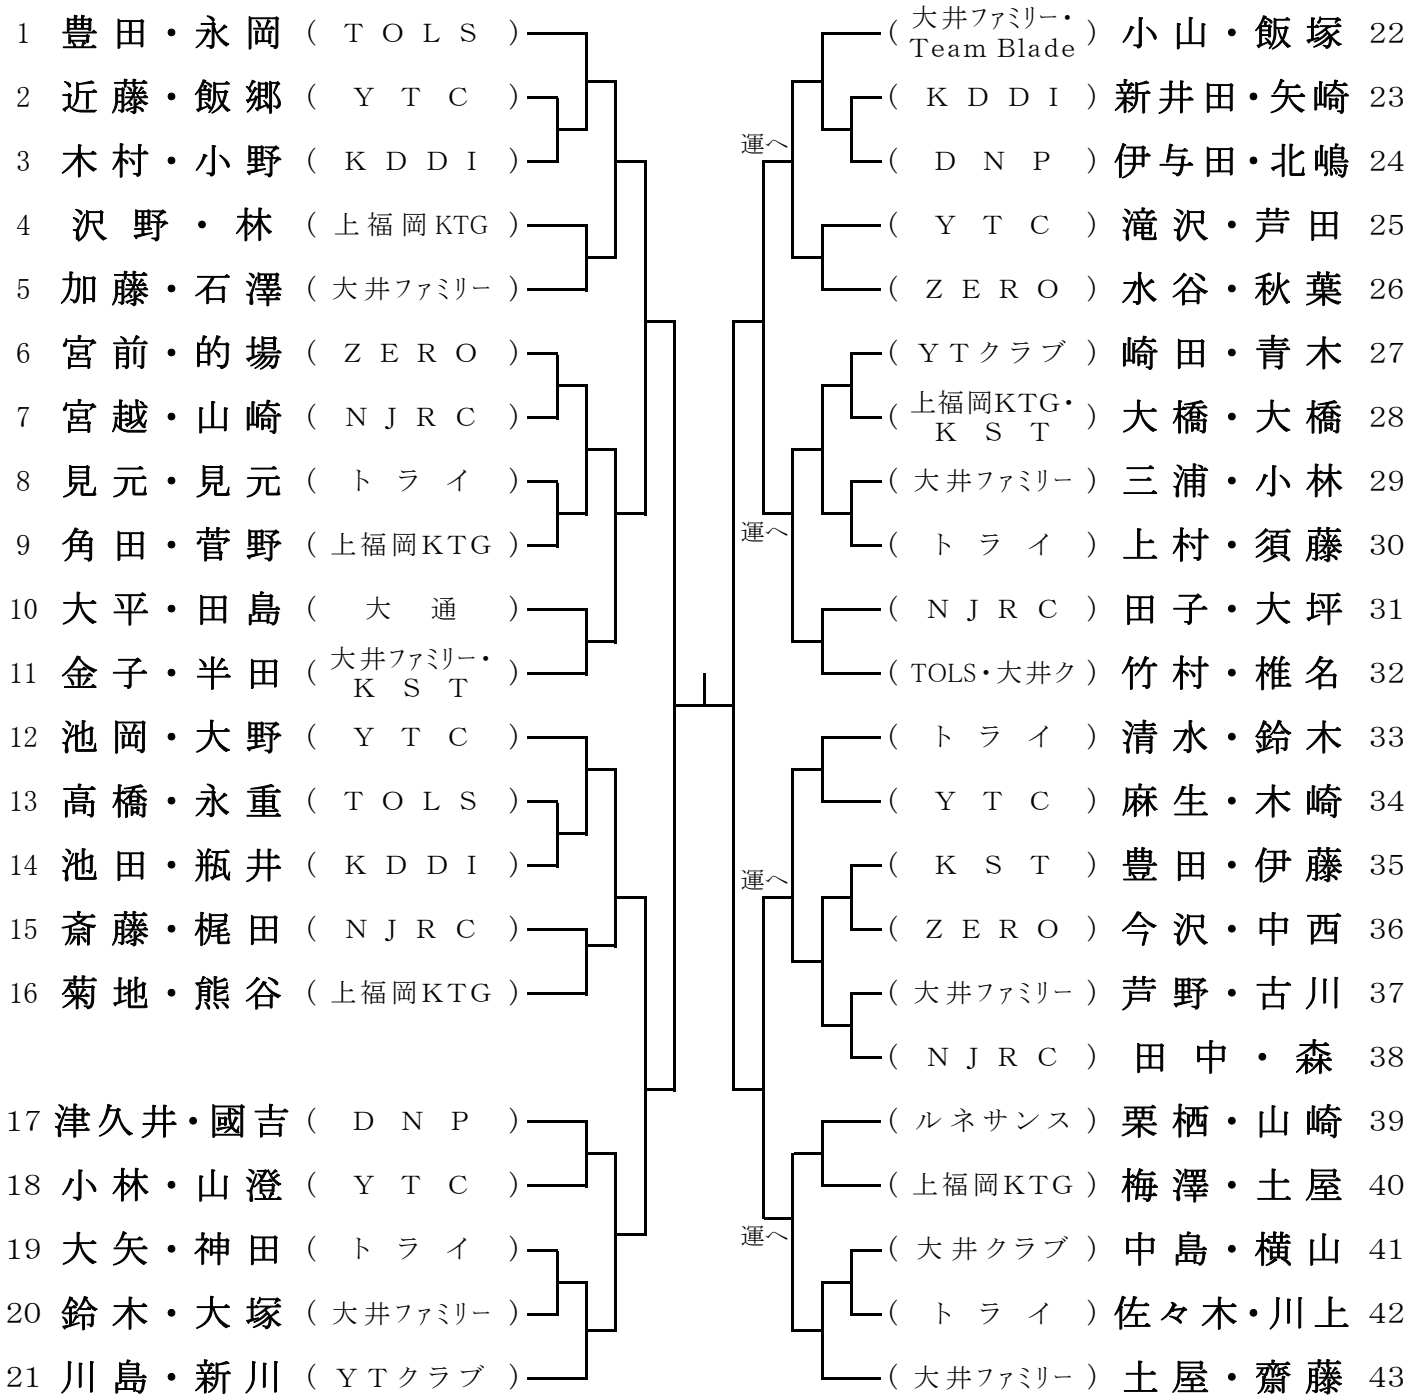 1 豊田・永岡 ( TOLS )
2 近藤・飯郷 ( YTC )
3 木村・小野 ( KDDI )
4 沢野・林 ( 上福岡KTG )
5 加藤・石澤 ( 大井ファミリー )
6 宮前・的場 ( ZERO )
7 宮越・山崎 ( NJRC )
8 見元・見元 ( トライ )
9 角田・菅野 ( 上福岡KTG )
10 大平・田島 ( 大通 )
11 金子・半田 ( 大井ファミリー・
KST )
12 池岡・大野 ( YTC )
13 高橋・永重 ( TOLS )
14 池田・瓶井 ( KDDI )
15 斎藤・梶田 ( NJRC )
16 菊地・熊谷 ( 上福岡KTG )
17 津久井・國吉 ( DNP )
18 小林・山澄 ( YTC )
19 大矢・神田 ( トライ )
20 鈴木・大塚 ( 大井ファミリー )
21 川島・新川 ( YTクラブ )
( 大井ファミリー・
Team Blade ) 小山・飯塚 22
( KDDI ) 新井田・矢崎 23
運へ
( DNP ) 伊与田・北嶋 24
( YTC ) 滝沢・芦田 25
( ZERO ) 水谷・秋葉 26
( YTクラブ ) 崎田・青木 27
( 上福岡KTG・
KST ) 大橋・大橋 28
( 大井ファミリー ) 三浦・小林 29
運へ
( トライ ) 上村・須藤 30
( NJRC ) 田子・大坪 31
( TOLS・大井ク ) 竹村・椎名 32
( トライ ) 清水・鈴木 33
( YTC ) 麻生・木崎 34
( KST ) 豊田・伊藤 35
運へ
( ZERO ) 今沢・中西 36
( 大井ファミリー ) 芦野・古川 37
( NJRC ) 田中・森 38
( ルネサンス ) 栗栖・山崎 39
( 上福岡KTG ) 梅澤・土屋 40
運へ
( 大井クラブ ) 中島・横山 41
( トライ ) 佐々木・川上 42
( 大井ファミリー ) 土屋・齋藤 43